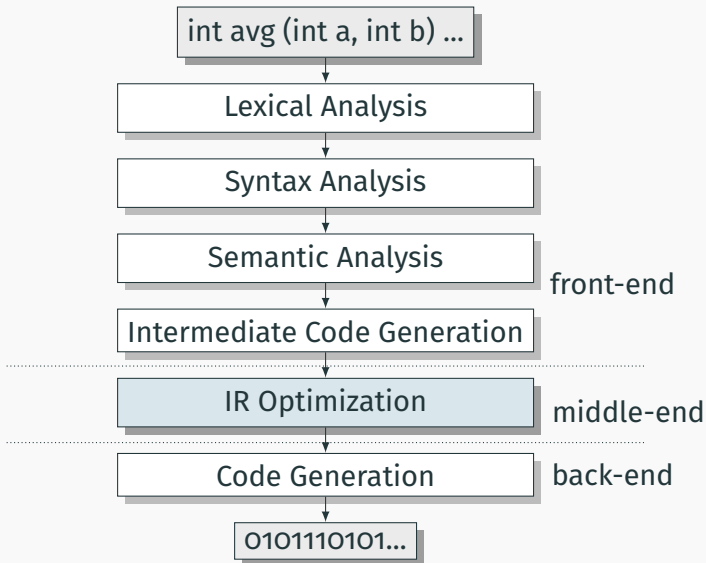 int avg (int a, int b) ...
Lexical Analysis
Syntax Analysis
Semantic Analysis
front-end
Intermediate Code Generation
IR Optimization
middle-end
Code Generation
back-end
0101110101...